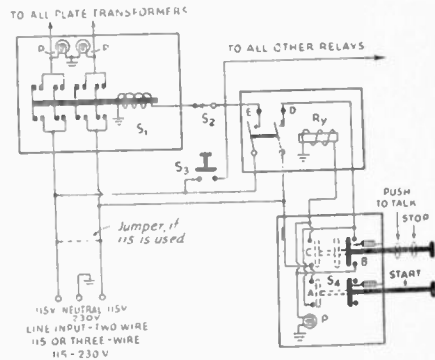 TO ALL PLATE TRANSFORMERS
P P
TO ALL OTHER RELAYS
S1
S2
E D
Ry
S3
Jumper, if
115 is used
PUSH
TO TALK
STOP
C
B
S4
START
A
P
115V NEUTRAL 115V
230V
LINE INPUT-TWO WIRE
115 OR THREE-WIRE
115-230V